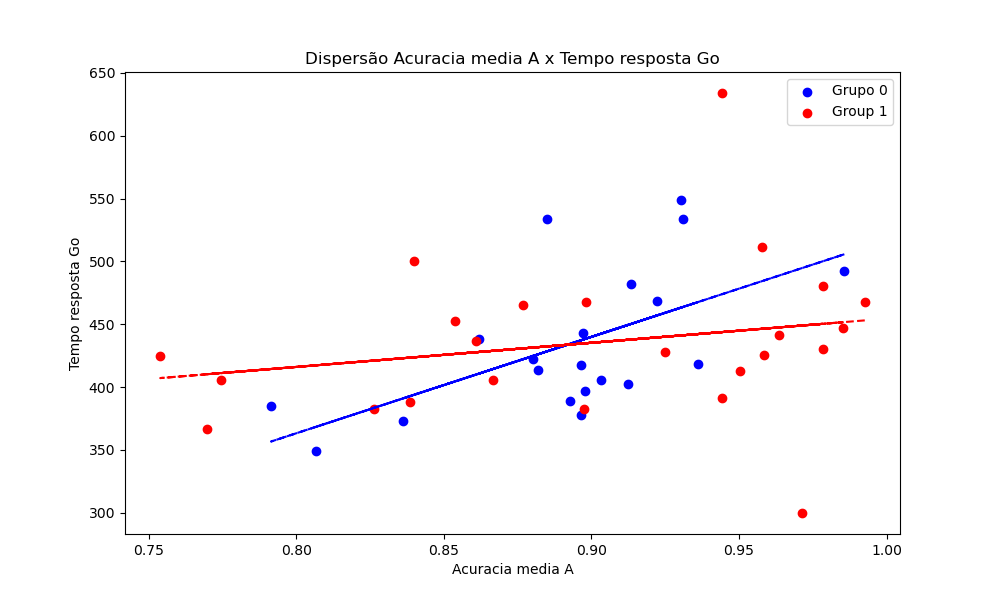 Dispersão Acuracia media A x Tempo resposta Go
Grupo 0
Group 1
Tempo resposta Go
650
600
550
500
450
400
350
300
0.75 0.80 0.85 0.90 0.95 1.00
Acuracia media A